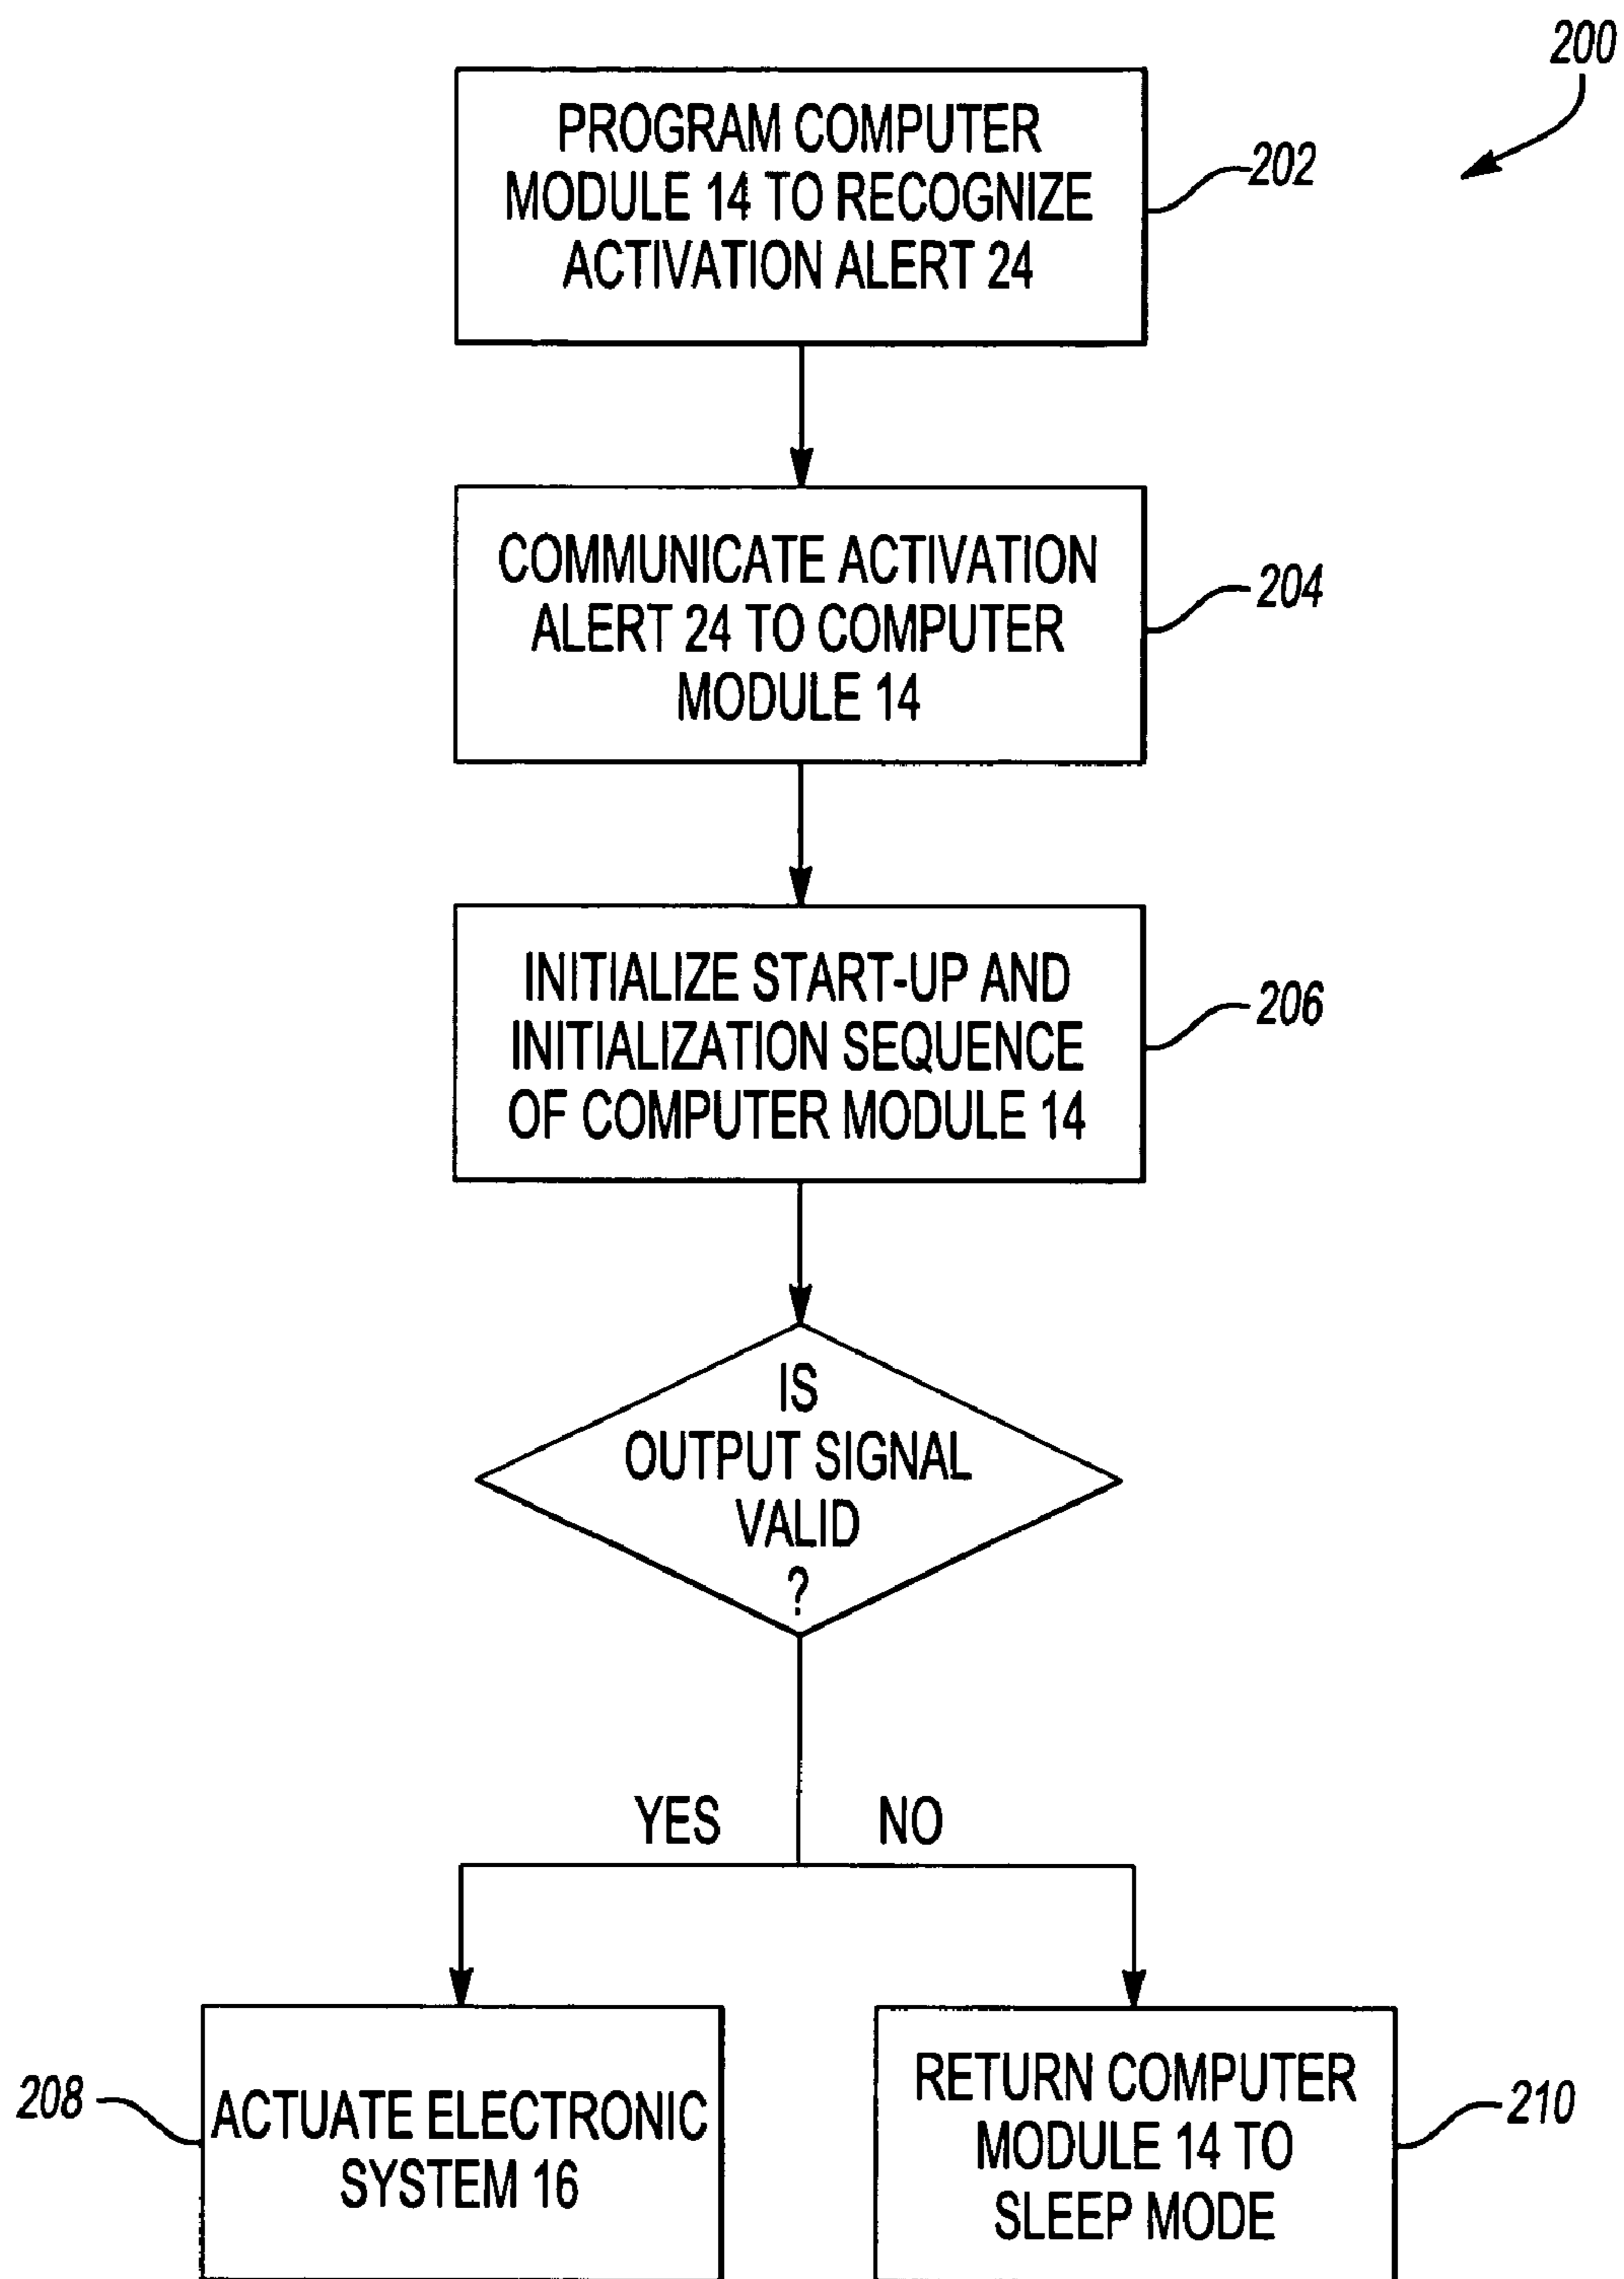 200
PROGRAM COMPUTER
MODULE 14 TO RECOGNIZE
ACTIVATION ALERT 24
202
COMMUNICATE ACTIVATION
ALERT 24 TO COMPUTER
MODULE 14
204
INITIALIZE START-UP AND
INITIALIZATION SEQUENCE
OF COMPUTER MODULE 14
206
IS
OUTPUT SIGNAL
VALID
?
YES
NO
208
ACTUATE ELECTRONIC
SYSTEM 16
RETURN COMPUTER
MODULE 14 TO
SLEEP MODE
210